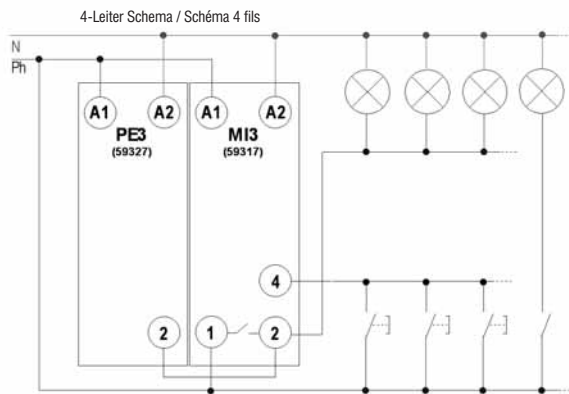 4-Leiter Schema / Schéma 4 fils
N
Ph
A1 A2 A1 A2
PE3 MI3
(59327) (59317)
4
2 1 2